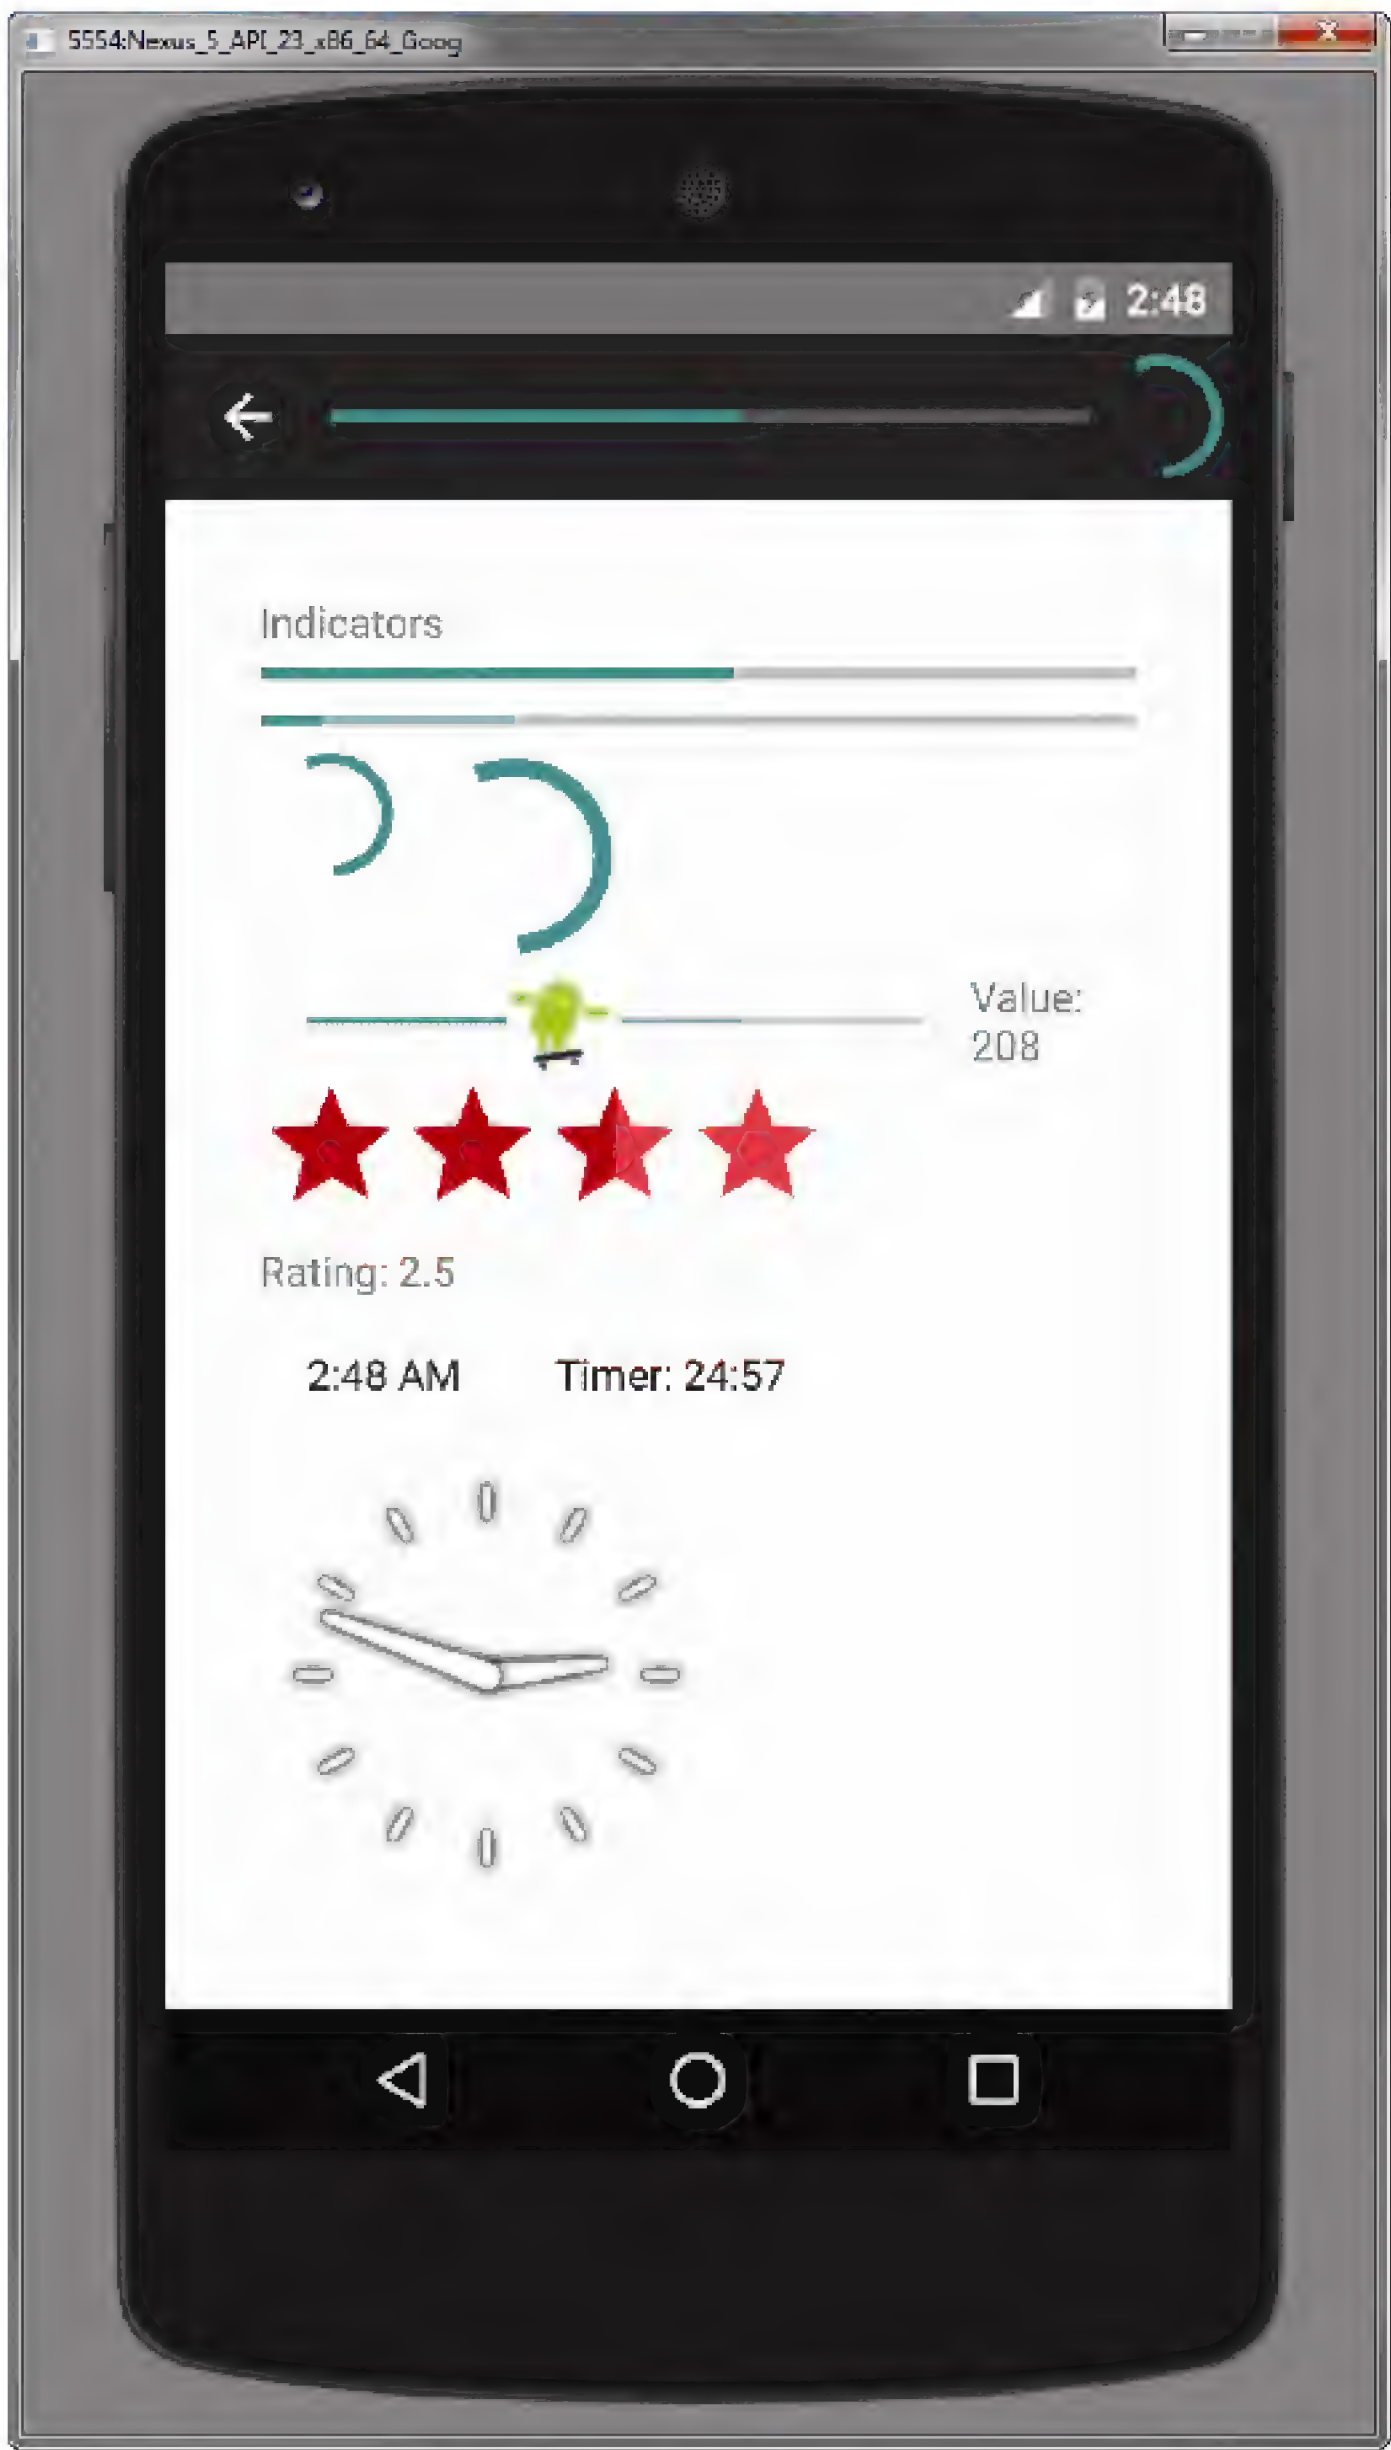 5554:Nexus_5_API_23_x86_64_Goog
2:48
Indicators
Value:
208
Rating: 2.5
2:48 AM Timer: 24:57